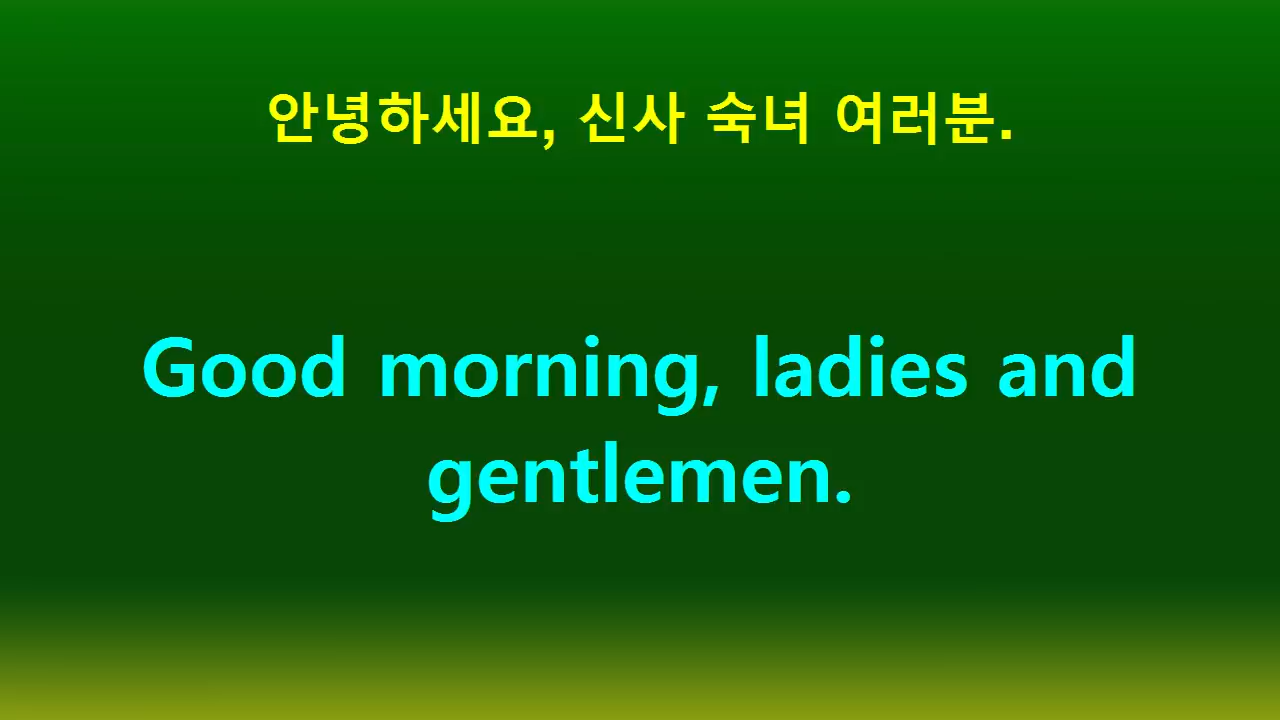 안녕하세요, 신사 숙녀 여러분.
Good morning, ladies and
gentlemen.